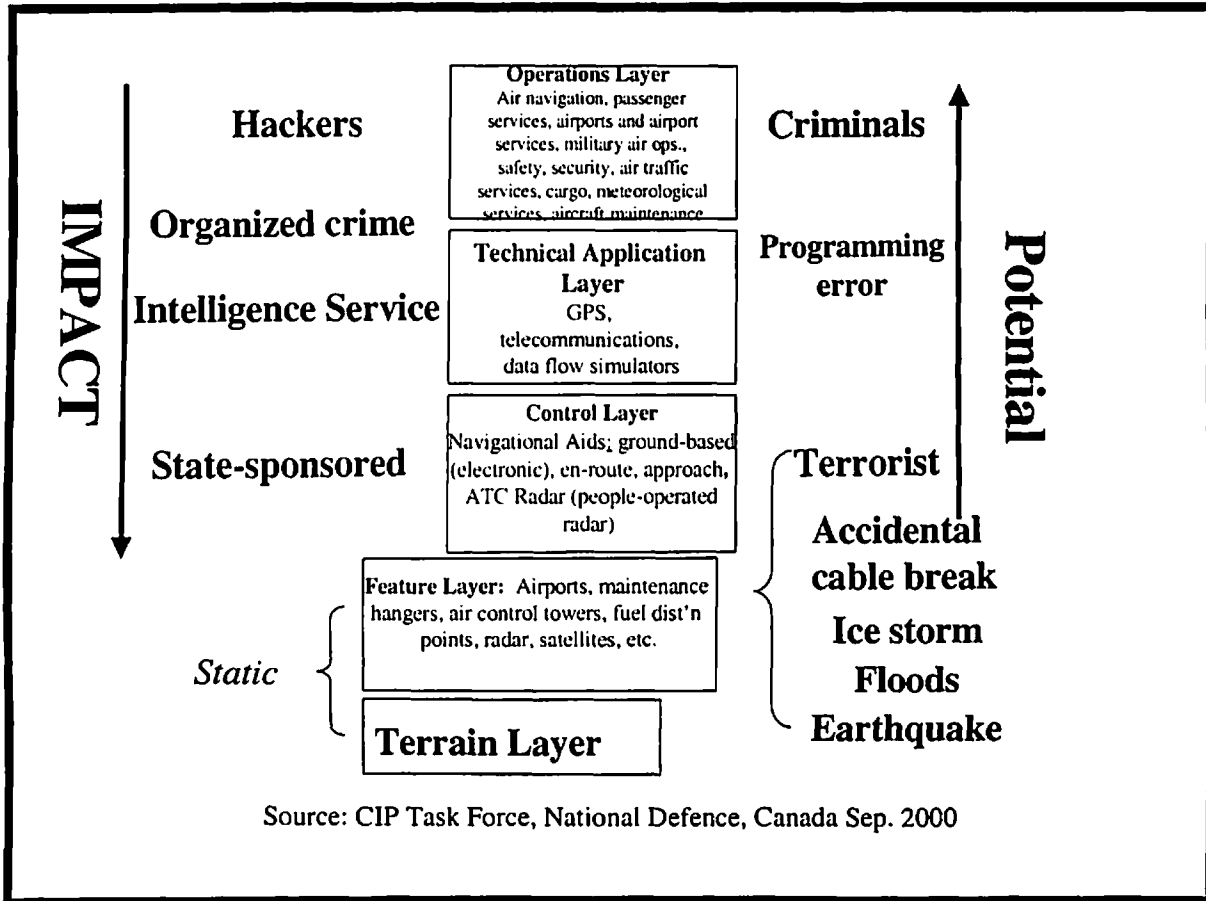 IMPACT
Hackers
Organized crime
Intelligence Service
State-sponsored
Static
Operations Layer
Air navigation, passenger
services, airports and airport
services, military air ops.,
safety, security, air traffic
services, cargo, meteorological
services, aircraft maintenance
Technical Application
Layer
GPS,
telecommunications,
data flow simulators
Control Layer
Navigational Aids; ground-based
(electronic), en-route, approach,
ATC Radar (people-operated
radar)
Feature Layer: Airports, maintenance
hangers, air control towers, fuel dist'n
points, radar, satellites, etc.
Terrain Layer
Criminals
Programming
error
Terrorist
Accidental
cable break
Ice storm
Floods
Earthquake
Potential
Source: CIP Task Force, National Defence, Canada Sep. 2000